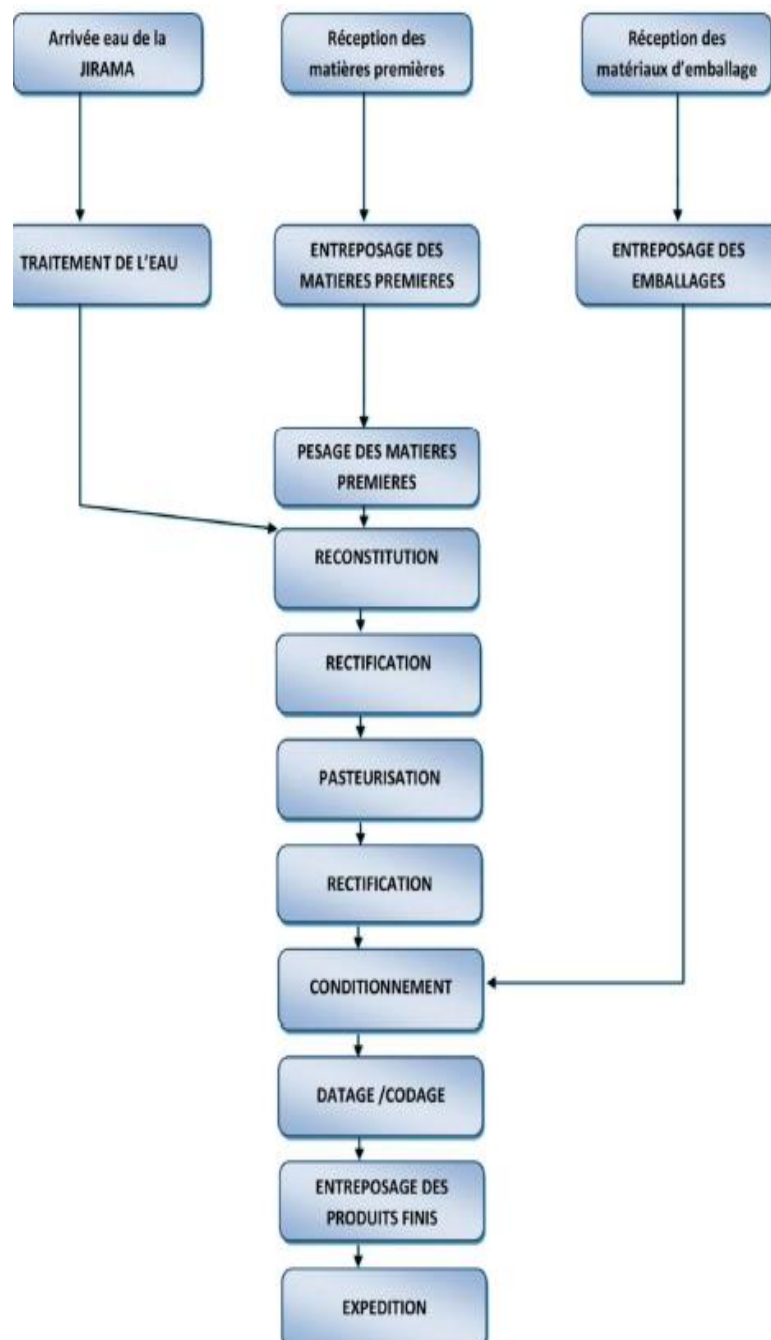 Arrivée eau de la
JIRAMA
Réception des
matières premières
Réception des
matériaux d'emballage
TRAITEMENT DE L'EAU
ENTREPOSAGE DES
MATIERES PREMIERES
ENTREPOSAGE DES
EMBALLAGES
PESAGE DES MATIERES
PREMIERES
RECONSTITUTION
RECTIFICATION
PASTEURISATION
RECTIFICATION
CONDITIONNEMENT
DATAGE /CODAGE
ENTREPOSAGE DES
PRODUITS FINIS
EXPEDITION